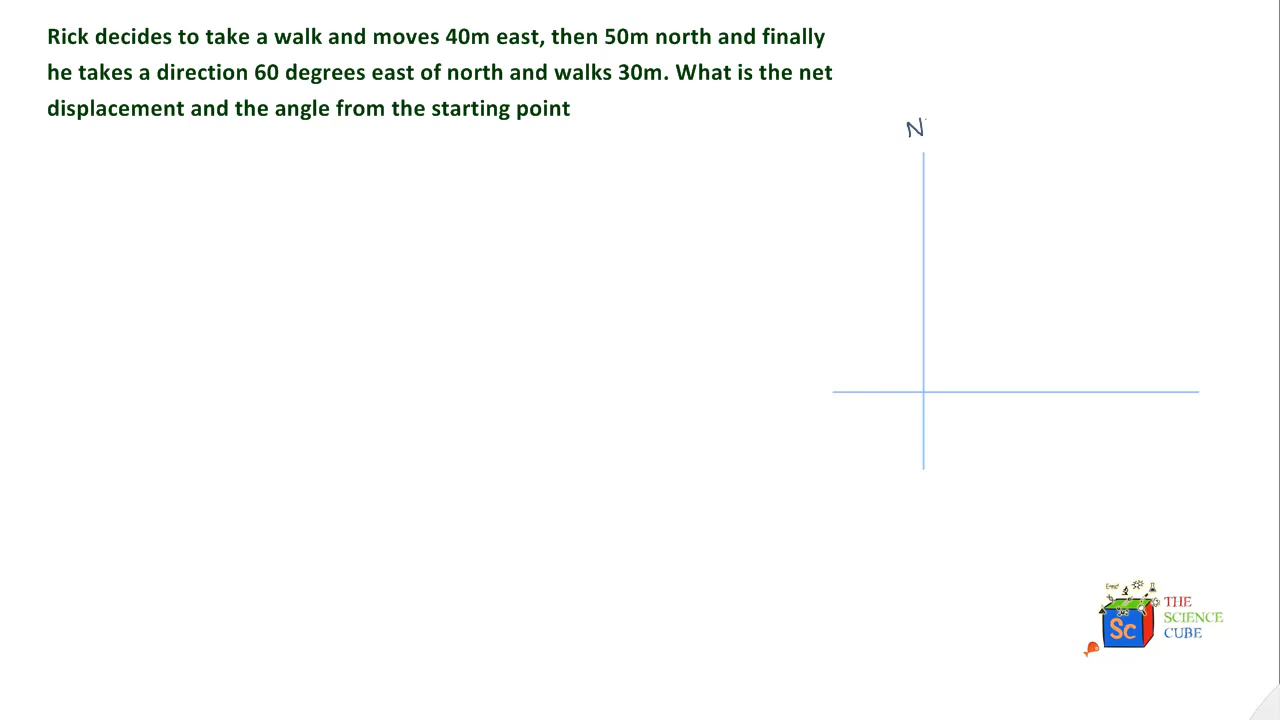 Rick decides to take a walk and moves 40m east, then 50m north and finally
he takes a direction 60 degrees east of north and walks 30m. What is the net
displacement and the angle from the starting point
N
Sc
THE
SCIENCE
CUBE